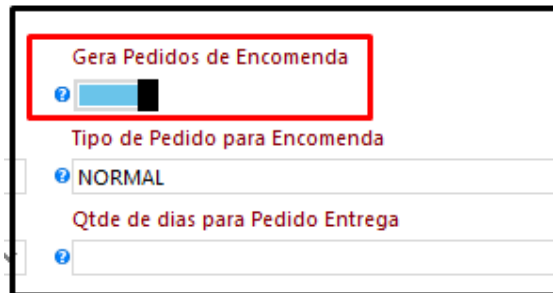 Gera Pedidos de Encomenda
Tipo de Pedido para Encomenda
NORMAL
Qtde de dias para Pedido Entrega